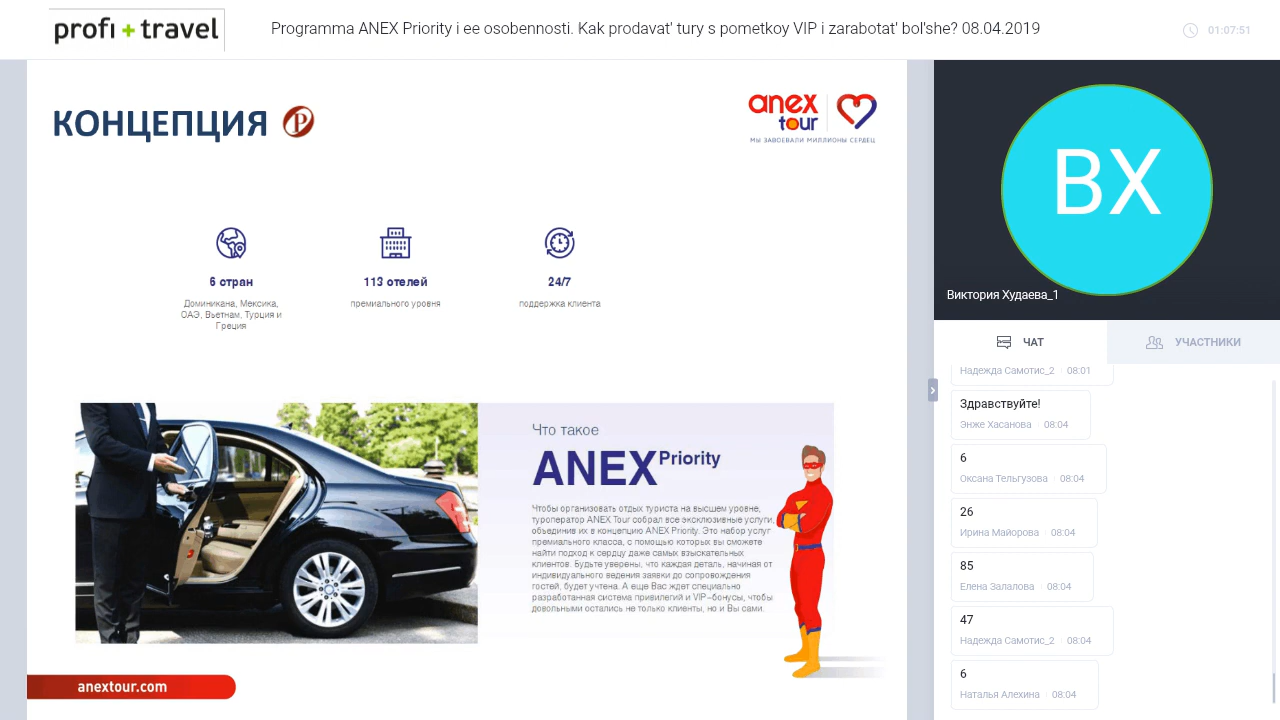 profi + travel
Programma ANEX Priority i ee osobennosti. Kak prodavat' tury s pometkoy VIP i zarabotat' bol'she? 08.04.2019
01:07:51
КОНЦЕПЦИЯ P
anex
tour
МЫ ЗАВОЕВАЛИ МИЛЛИОНЫ СЕРДЕЦ
6 стран
Доминикана, Мексика,
ОАЭ, Вьетнам, Турция и
Греция
113 отелей
премиального уровня
24/7
поддержка клиента
Что такое
ANEX Priority
Чтобы организовать отдых туриста на высшем уровне,
туроператор ANEX Tour собрал все эксклюзивные услуги,
объединив их в концепцию ANEX Priority. Это набор услуг
премиального класса, с помощью которых вы сможете
найти подход к сердцу даже самых взыскательных
клиентов. Будьте уверены, что каждая деталь, начиная от
индивидуального ведения заявки до сопровождения
гостей, будет учтена. А еще Вас ждет специально
разработанная система привилегий и VIP–бонусы, чтобы
довольными остались не только клиенты, но и Вы сами.
anextour.com
ВХ
Виктория Худаева_1
ЧАТ
УЧАСТНИКИ
Надежда Самотис_2 · 08:01
Здравствуйте!
Энже Хасанова · 08:04
6
Оксана Тельгузова · 08:04
26
Ирина Майорова · 08:04
85
Елена Залалова · 08:04
47
Надежда Самотис_2 · 08:04
6
Наталья Алехина · 08:04